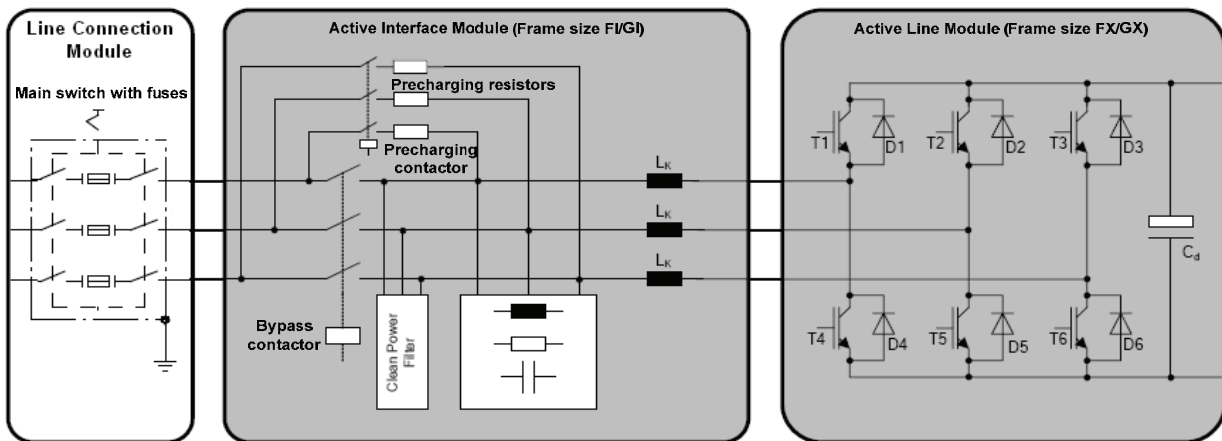 Line Connection
Module
Main switch with fuses
Active Interface Module (Frame size FI/GI)
Precharging resistors
Precharging
contactor
Bypass
contactor
Clean Power
Filter
LK
LK
LK
Active Line Module (Frame size FX/GX)
T1
D1
T2
D2
T3
D3
Cd
T4
D4
T5
D5
T6
D6